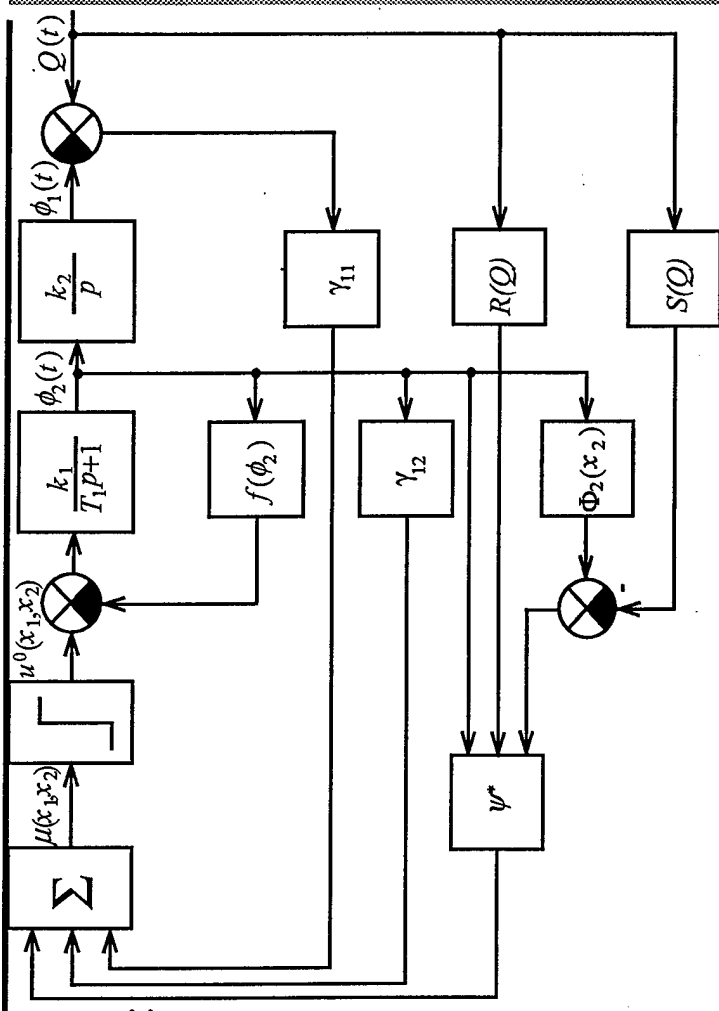 Σ
μ(x₁,x₂)
u⁰(x₁,x₂)
k₁
T₁p+1
ϕ₂(t)
k₂
p
ϕ₁(t)
Q(t)
f(ϕ₂)
γ₁₁
γ₁₂
R(Q)
Φ₂(x₂)
-
S(Q)
ψ*